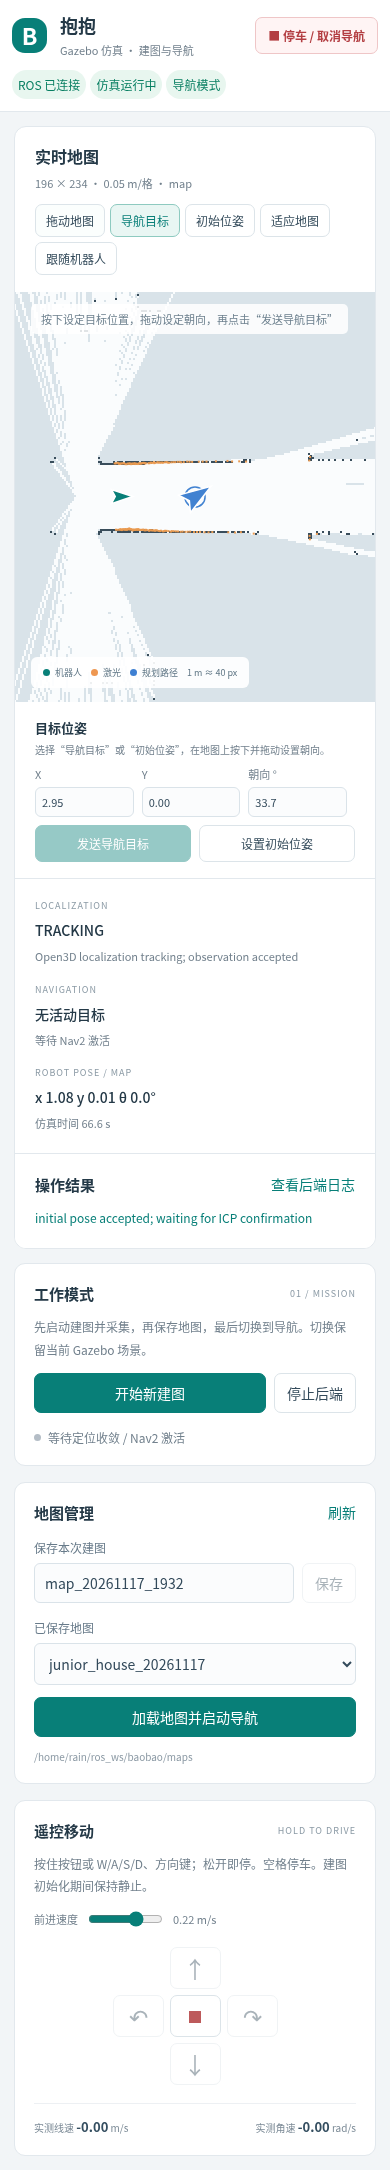 B
抱抱
Gazebo 仿真 · 建图与导航
■ 停车 / 取消导航
ROS 已连接 仿真运行中 导航模式
实时地图
196 × 234 · 0.05 m/格 · map
拖动地图 导航目标 初始位姿 适应地图
跟随机器人
按下设定目标位置，拖动设定朝向，再点击“发送导航目标”
机器人 激光 规划路径 1 m ≈ 40 px
目标位姿
选择“导航目标”或“初始位姿”，在地图上按下并拖动设置朝向。
X Y 朝向 °
2.95 0.00 33.7
发送导航目标 设置初始位姿
LOCALIZATION
TRACKING
Open3D localization tracking; observation accepted
NAVIGATION
无活动目标
等待 Nav2 激活
ROBOT POSE / MAP
x 1.08 y 0.01 θ 0.0°
仿真时间 66.6 s
操作结果 查看后端日志
initial pose accepted; waiting for ICP confirmation
工作模式 01 / MISSION
先启动建图并采集，再保存地图，最后切换到导航。切换保
留当前 Gazebo 场景。
开始新建图 停止后端
等待定位收敛 / Nav2 激活
地图管理 刷新
保存本次建图
map_20261117_1932 保存
已保存地图
junior_house_20261117
加载地图并启动导航
/home/rain/ros_ws/baobao/maps
遥控移动 HOLD TO DRIVE
按住按钮或 W/A/S/D、方向键；松开即停。空格停车。建图
初始化期间保持静止。
前进速度 0.22 m/s
↑
↶ ■ ↷
↓
实测线速 -0.00 m/s 实测角速 -0.00 rad/s